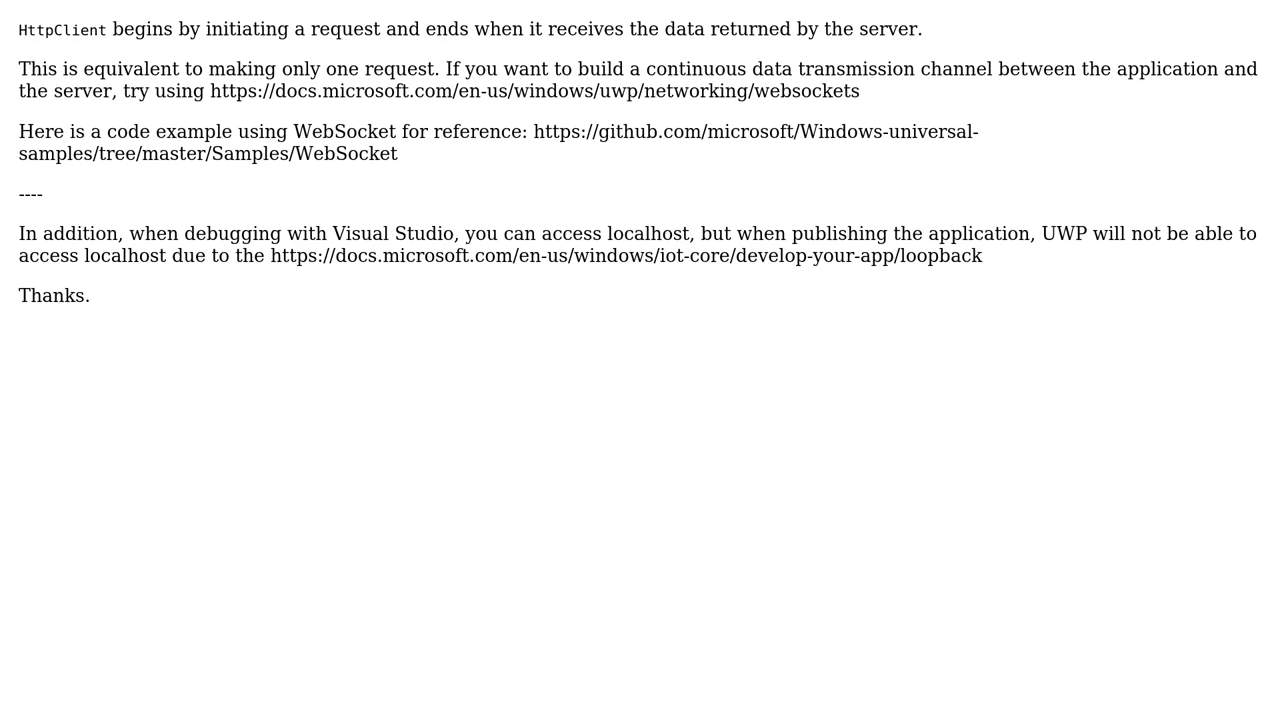 HttpClient begins by initiating a request and ends when it receives the data returned by the server.
This is equivalent to making only one request. If you want to build a continuous data transmission channel between the application and
the server, try using https://docs.microsoft.com/en-us/windows/uwp/networking/websockets
Here is a code example using WebSocket for reference: https://github.com/microsoft/Windows-universal-
samples/tree/master/Samples/WebSocket
----
In addition, when debugging with Visual Studio, you can access localhost, but when publishing the application, UWP will not be able to
access localhost due to the https://docs.microsoft.com/en-us/windows/iot-core/develop-your-app/loopback
Thanks.